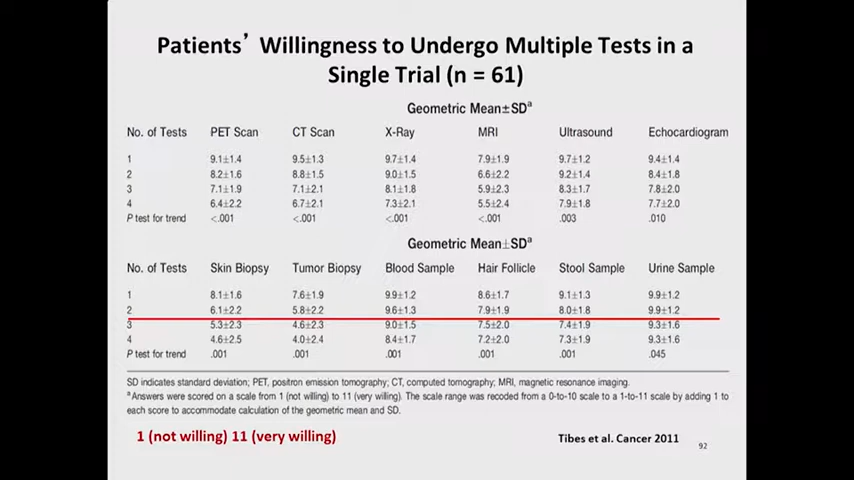 Patients’ Willingness to Undergo Multiple Tests in a
Single Trial (n = 61)
Geometric Mean±SDa
No. of Tests PET Scan CT Scan X-Ray MRI Ultrasound Echocardiogram
1 9.1±1.4 9.5±1.3 9.7±1.4 7.9±1.9 9.7±1.2 9.4±1.4
2 8.2±1.6 8.8±1.5 9.0±1.5 6.6±2.2 9.2±1.4 8.4±1.8
3 7.1±1.9 7.1±2.1 8.1±1.8 5.9±2.3 8.3±1.7 7.8±2.0
4 6.4±2.2 6.7±2.1 7.3±2.1 5.5±2.4 7.9±1.8 7.7±2.0
P test for trend <.001 <.001 <.001 <.001 .003 .010
Geometric Mean±SDa
No. of Tests Skin Biopsy Tumor Biopsy Blood Sample Hair Follicle Stool Sample Urine Sample
1 8.1±1.6 7.6±1.9 9.9±1.2 8.6±1.7 9.1±1.3 9.9±1.2
2 6.1±2.2 5.8±2.2 9.6±1.3 7.9±1.9 8.0±1.8 9.9±1.2
3 5.3±2.3 4.6±2.3 9.0±1.5 7.5±2.0 7.4±1.9 9.3±1.6
4 4.6±2.5 4.0±2.4 8.4±1.7 7.2±2.0 7.3±1.9 9.3±1.6
P test for trend .001 .001 .001 .001 .001 .045
SD indicates standard deviation; PET, positron emission tomography; CT, computed tomography; MRI, magnetic resonance imaging.
a Answers were scored on a scale from 1 (not willing) to 11 (very willing). The scale range was recoded from a 0-to-10 scale to a 1-to-11 scale by adding 1 to
each score to accommodate calculation of the geometric mean and SD.
1 (not willing) 11 (very willing)
Tibes et al. Cancer 2011
92